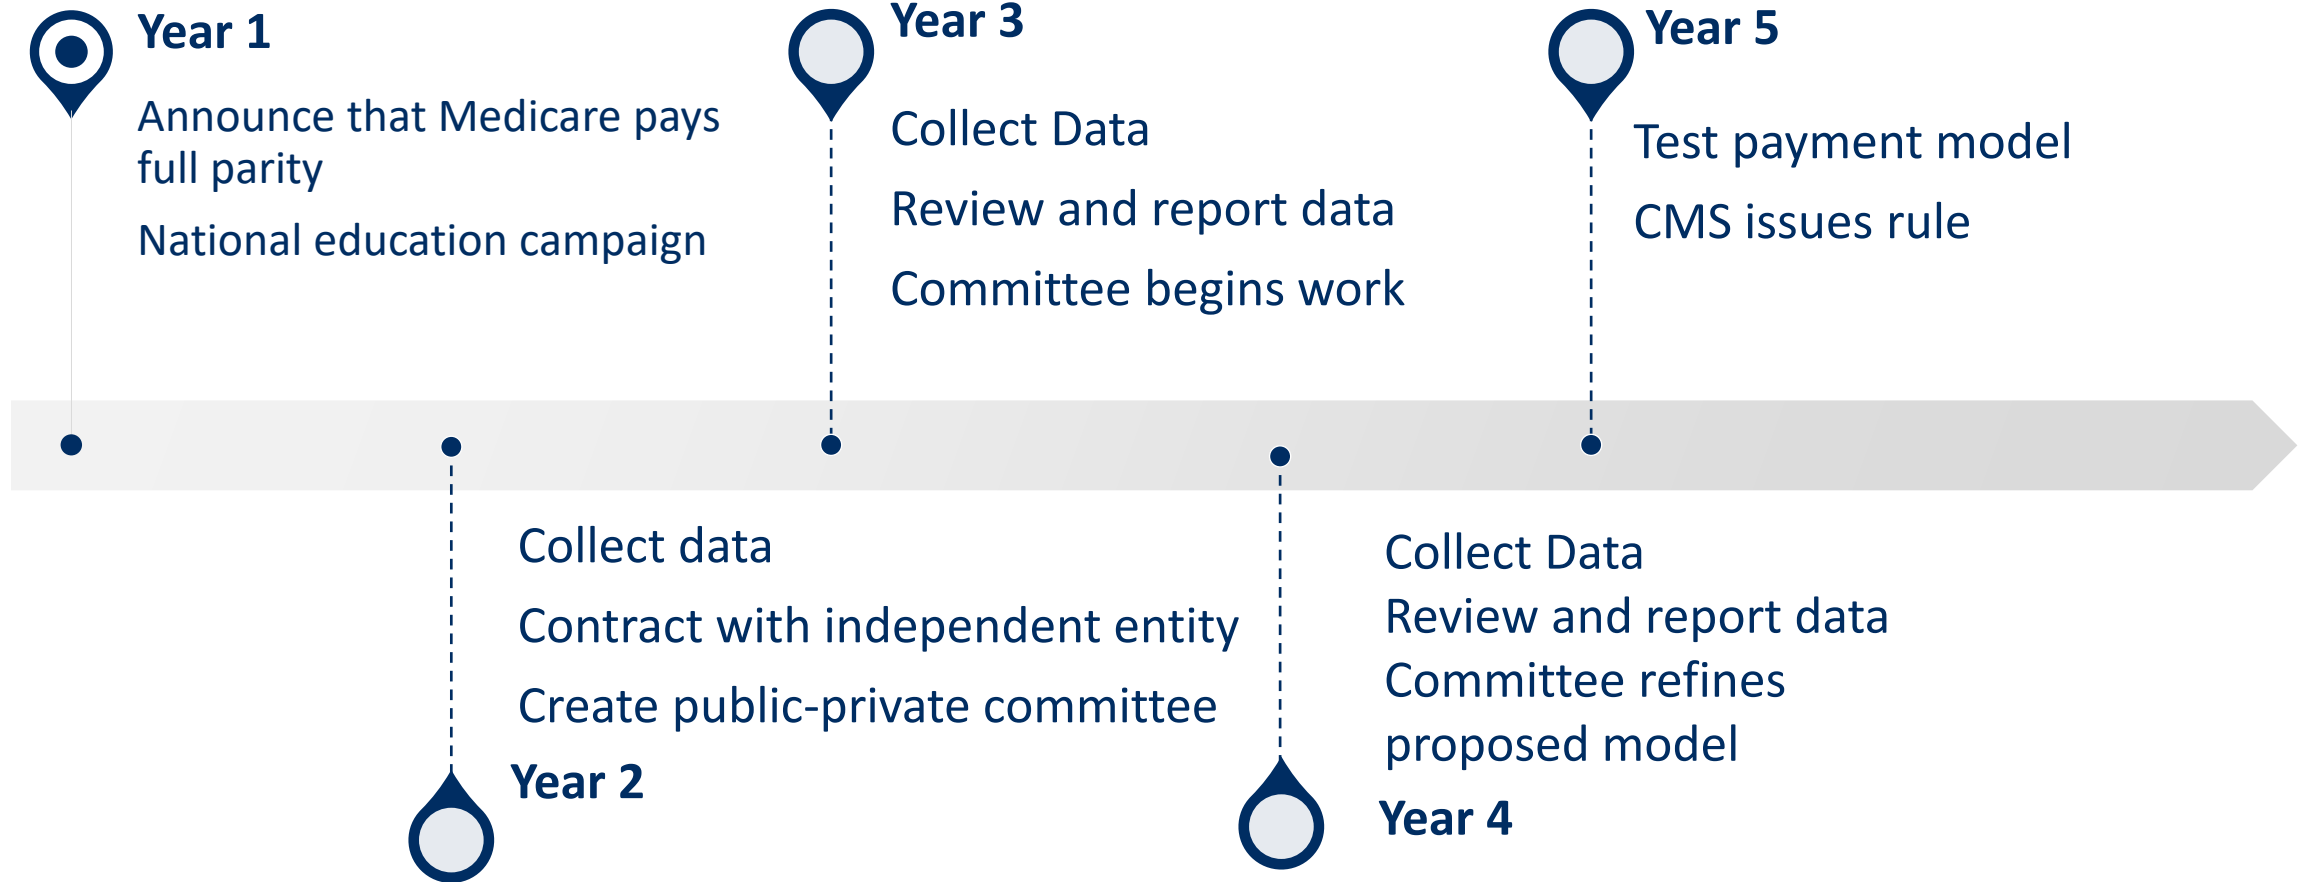 Year 1
Announce that Medicare pays
full parity
National education campaign
Year 3
Collect Data
Review and report data
Committee begins work
Year 5
Test payment model
CMS issues rule
Collect data
Contract with independent entity
Create public-private committee
Year 2
Collect Data
Review and report data
Committee refines
proposed model
Year 4